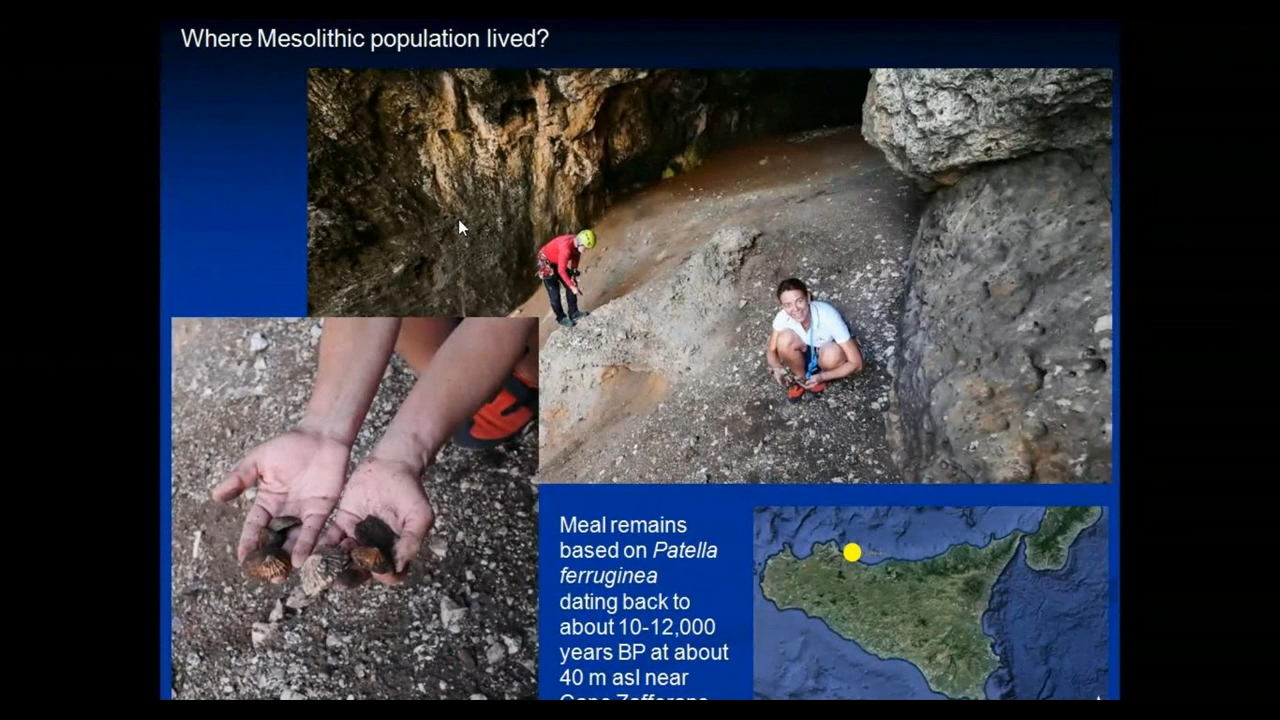 Where Mesolithic population lived?
Meal remains
based on Patella
ferruginea
dating back to
about 10-12,000
years BP at about
40 m asl near